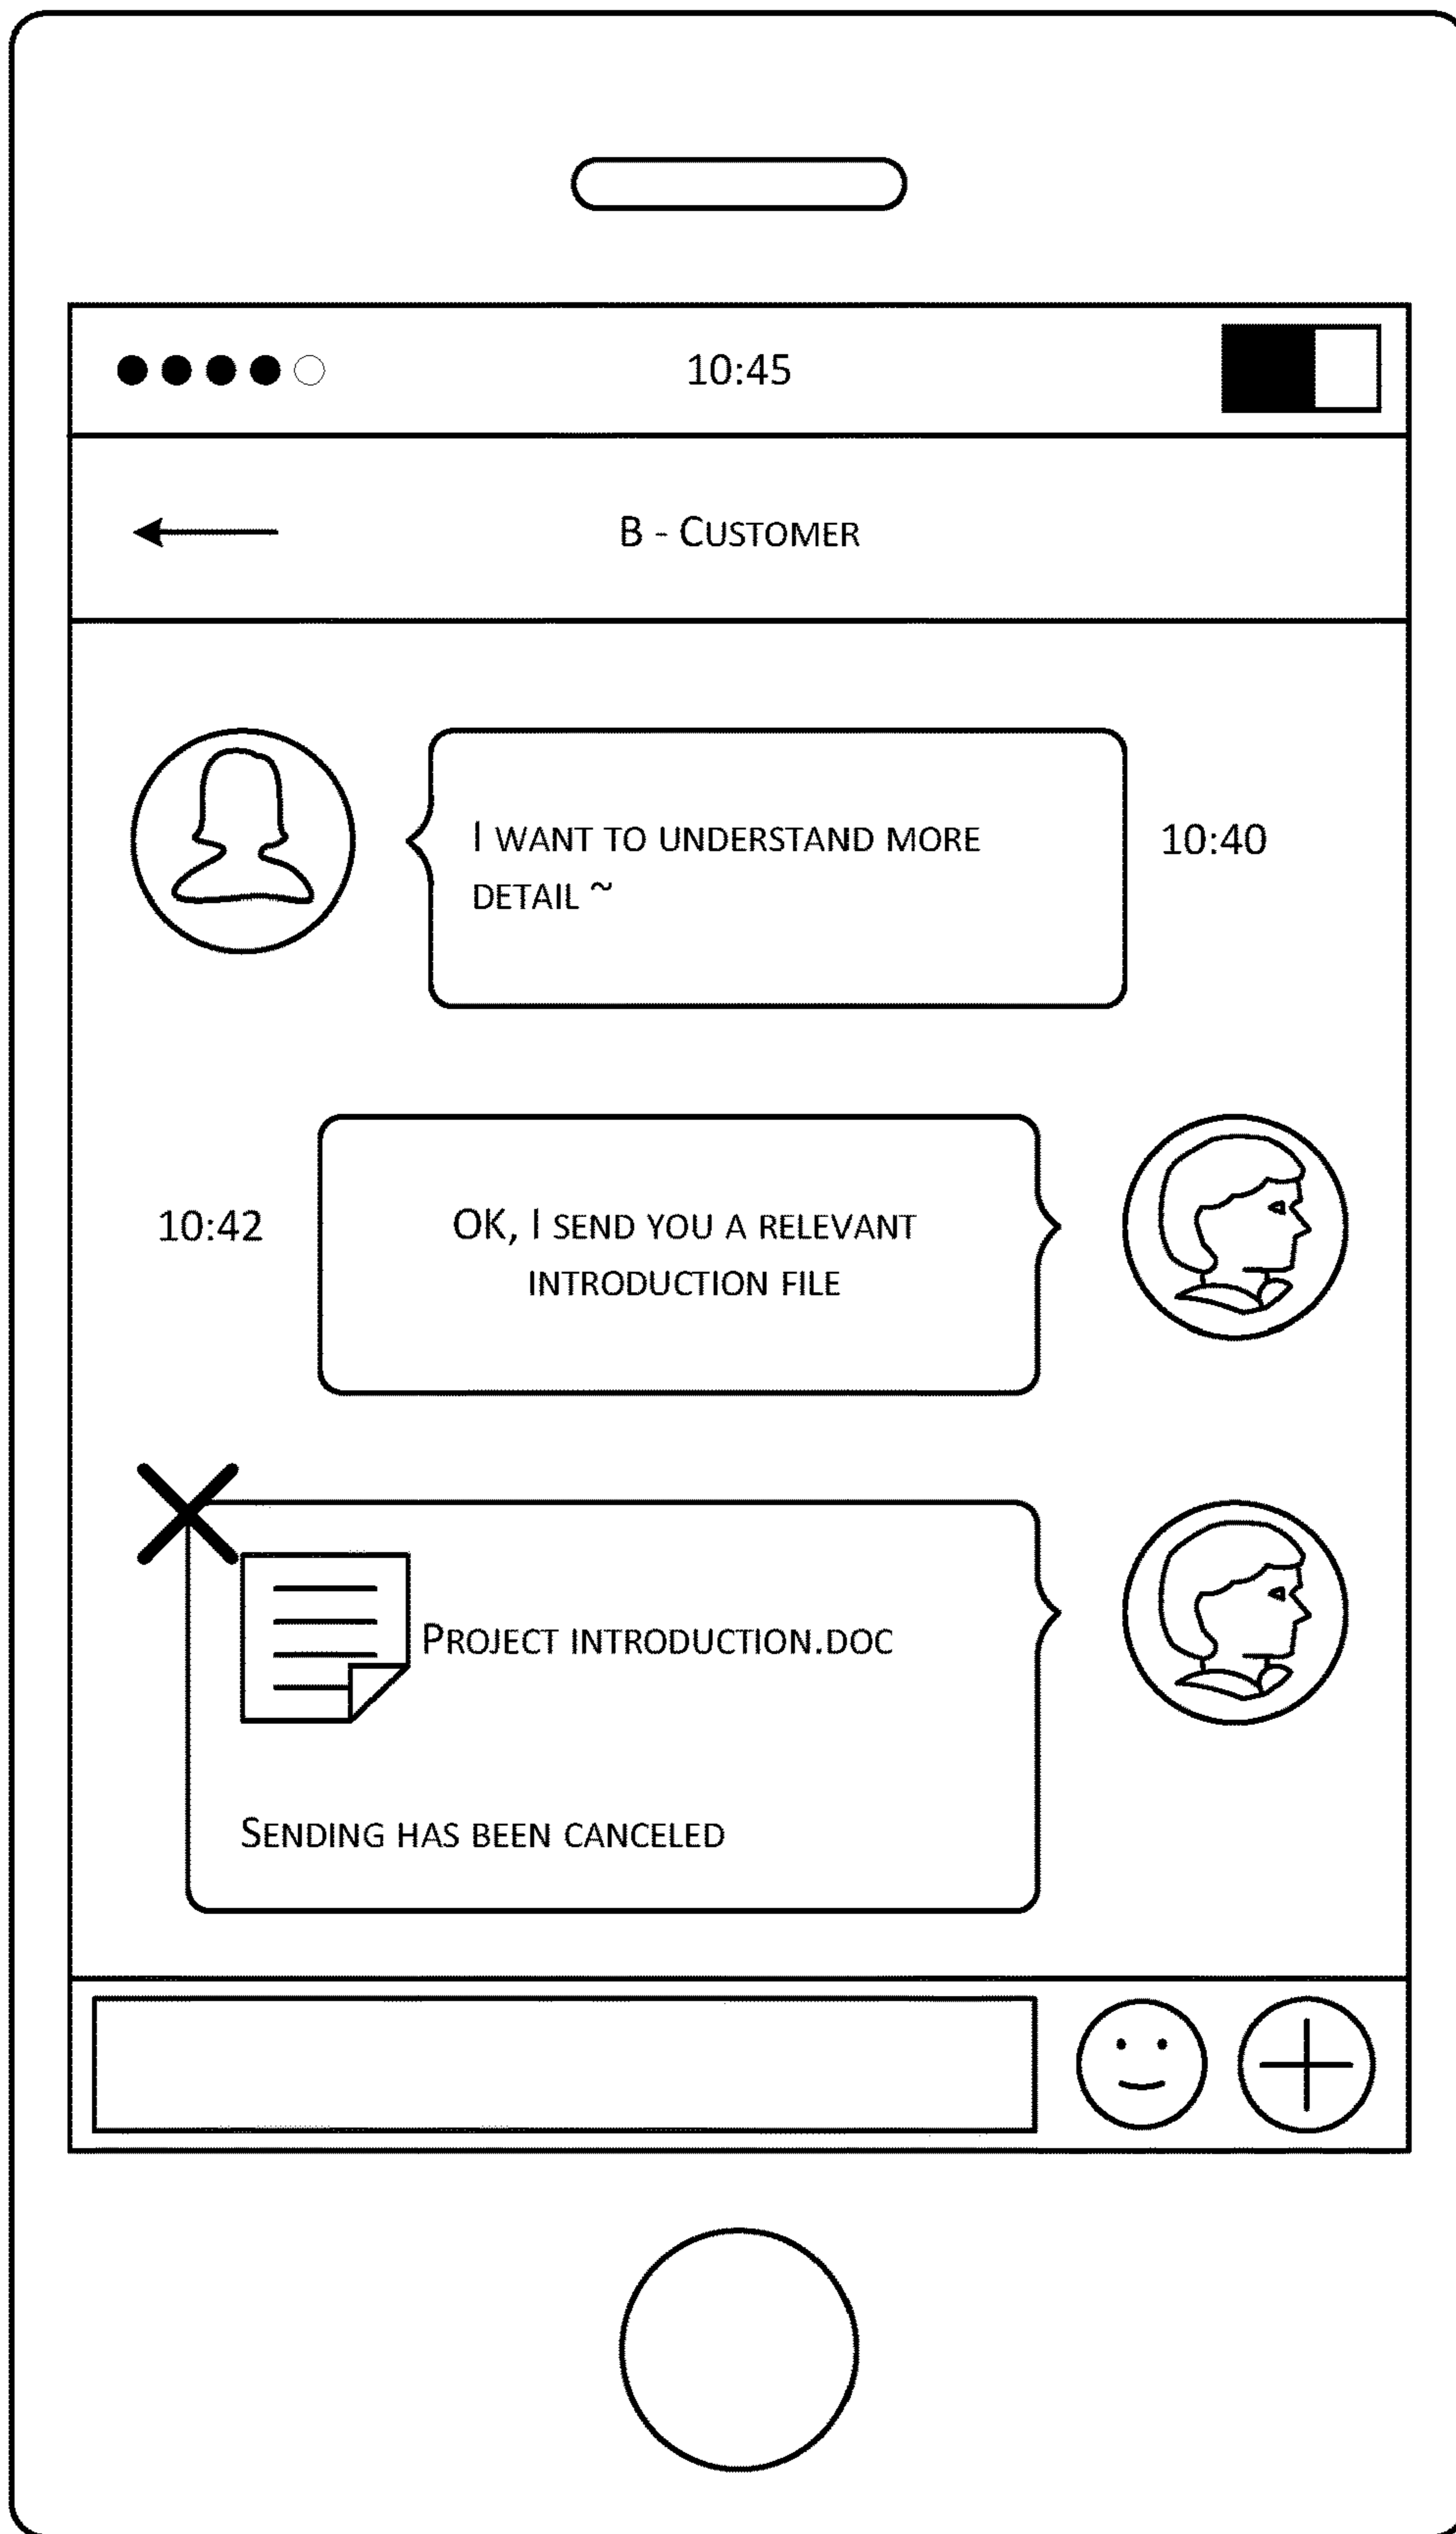 10:45
B - Customer
I want to understand more
detail ~
10:40
10:42
OK, I send you a relevant
introduction file
Project introduction.doc
Sending has been canceled